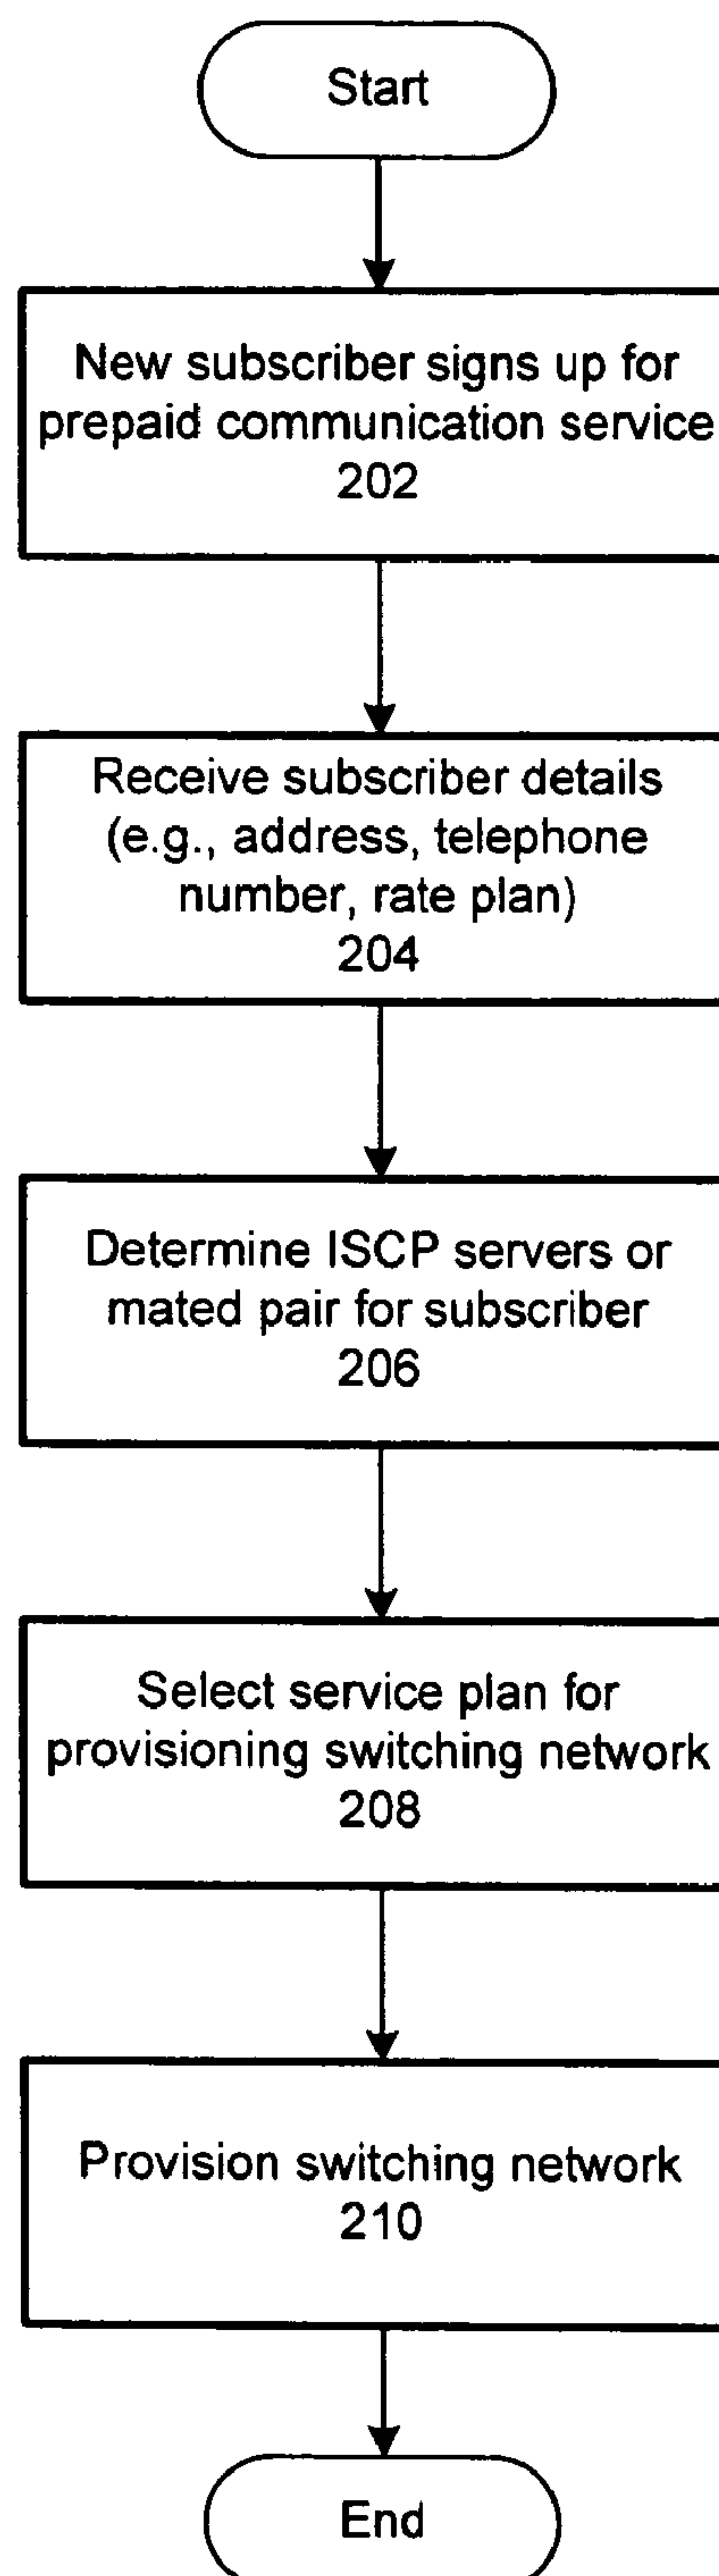 Start
New subscriber signs up for
prepaid communication service
202
Receive subscriber details
(e.g., address, telephone
number, rate plan)
204
Determine ISCP servers or
mated pair for subscriber
206
Select service plan for
provisioning switching network
208
Provision switching network
210
End